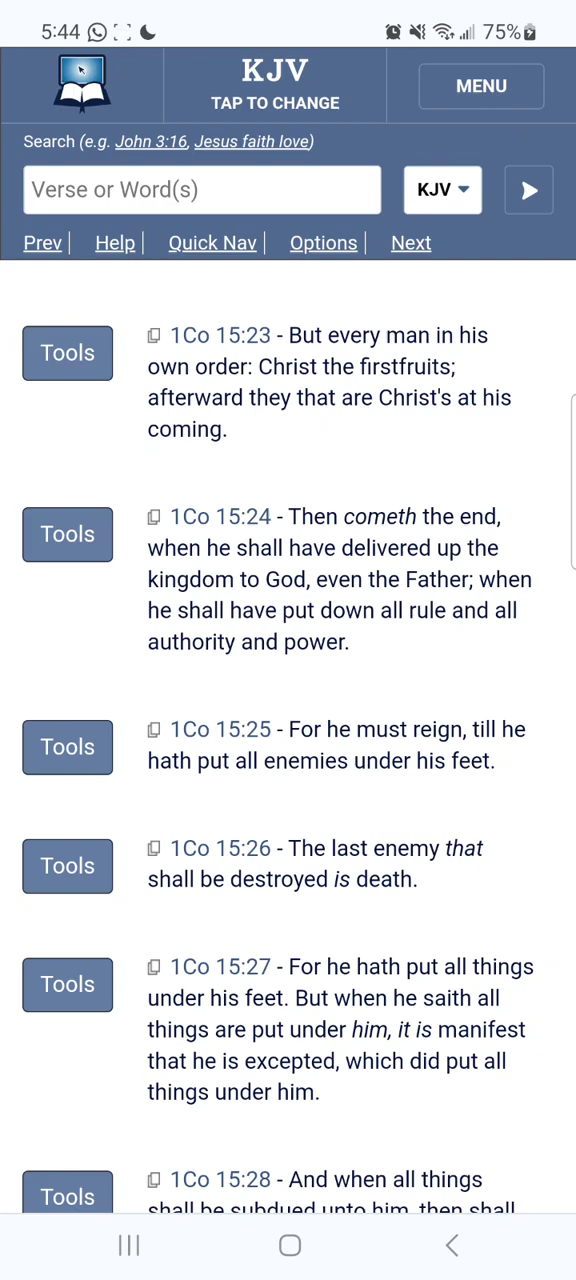 5:44 75%
KJV
TAP TO CHANGE
MENU
Search (e.g. John 3:16, Jesus faith love)
Verse or Word(s) KJV
Prev | Help | Quick Nav | Options | Next
Tools
1Co 15:23 - But every man in his
own order: Christ the firstfruits;
afterward they that are Christ's at his
coming.
Tools
1Co 15:24 - Then cometh the end,
when he shall have delivered up the
kingdom to God, even the Father; when
he shall have put down all rule and all
authority and power.
Tools
1Co 15:25 - For he must reign, till he
hath put all enemies under his feet.
Tools
1Co 15:26 - The last enemy that
shall be destroyed is death.
Tools
1Co 15:27 - For he hath put all things
under his feet. But when he saith all
things are put under him, it is manifest
that he is excepted, which did put all
things under him.
Tools
1Co 15:28 - And when all things
shall be subdued unto him, then shall